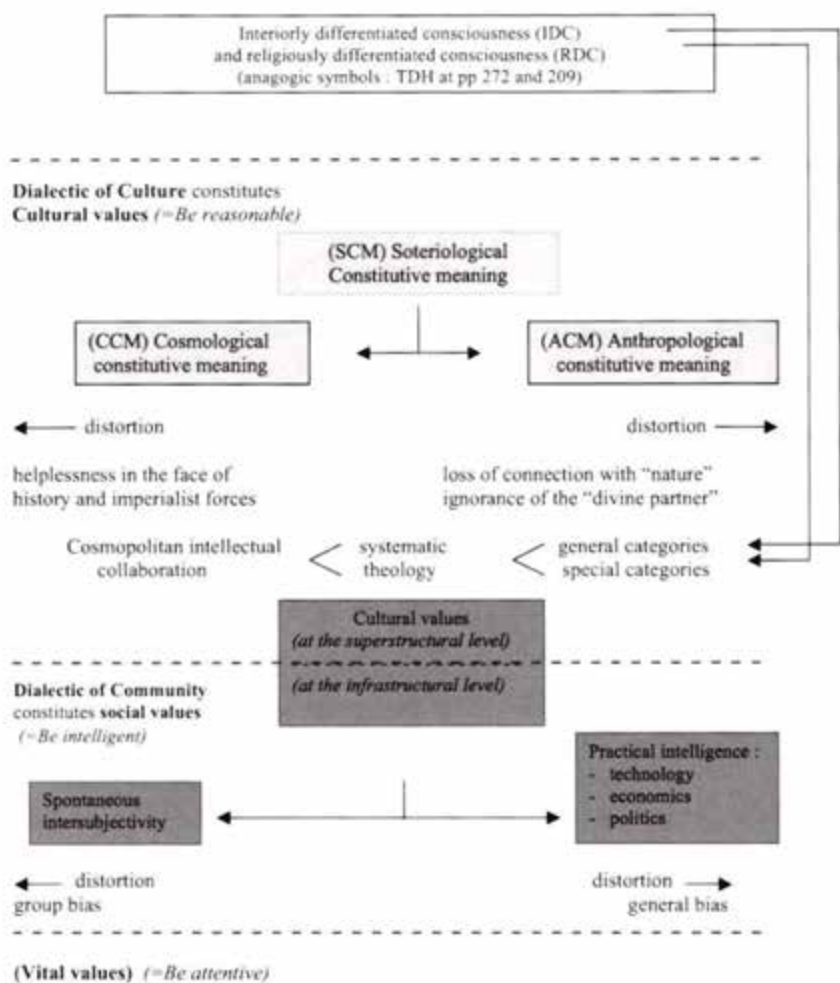 Interiorly differentiated consciousness (IDC)
and religiously differentiated consciousness (RDC)
(anagogic symbols : TDH at pp 272 and 209)
Dialectic of Culture constitutes
Cultural values (=Be reasonable)
(SCM) Soteriological
Constitutive meaning
(CCM) Cosmological
constitutive meaning
(ACM) Anthropological
constitutive meaning
distortion
distortion
helplessness in the face of
history and imperialist forces
loss of connection with “nature”
ignorance of the “divine partner”
Cosmopolitan intellectual
collaboration
systematic
theology
general categories
special categories
Cultural values
(at the superstructural level)
(at the infrastructural level)
Dialectic of Community
constitutes social values
(=Be intelligent)
Practical intelligence :
- technology
- economics
- politics
Spontaneous
intersubjectivity
distortion
group bias
distortion
general bias
(Vital values) (=Be attentive)